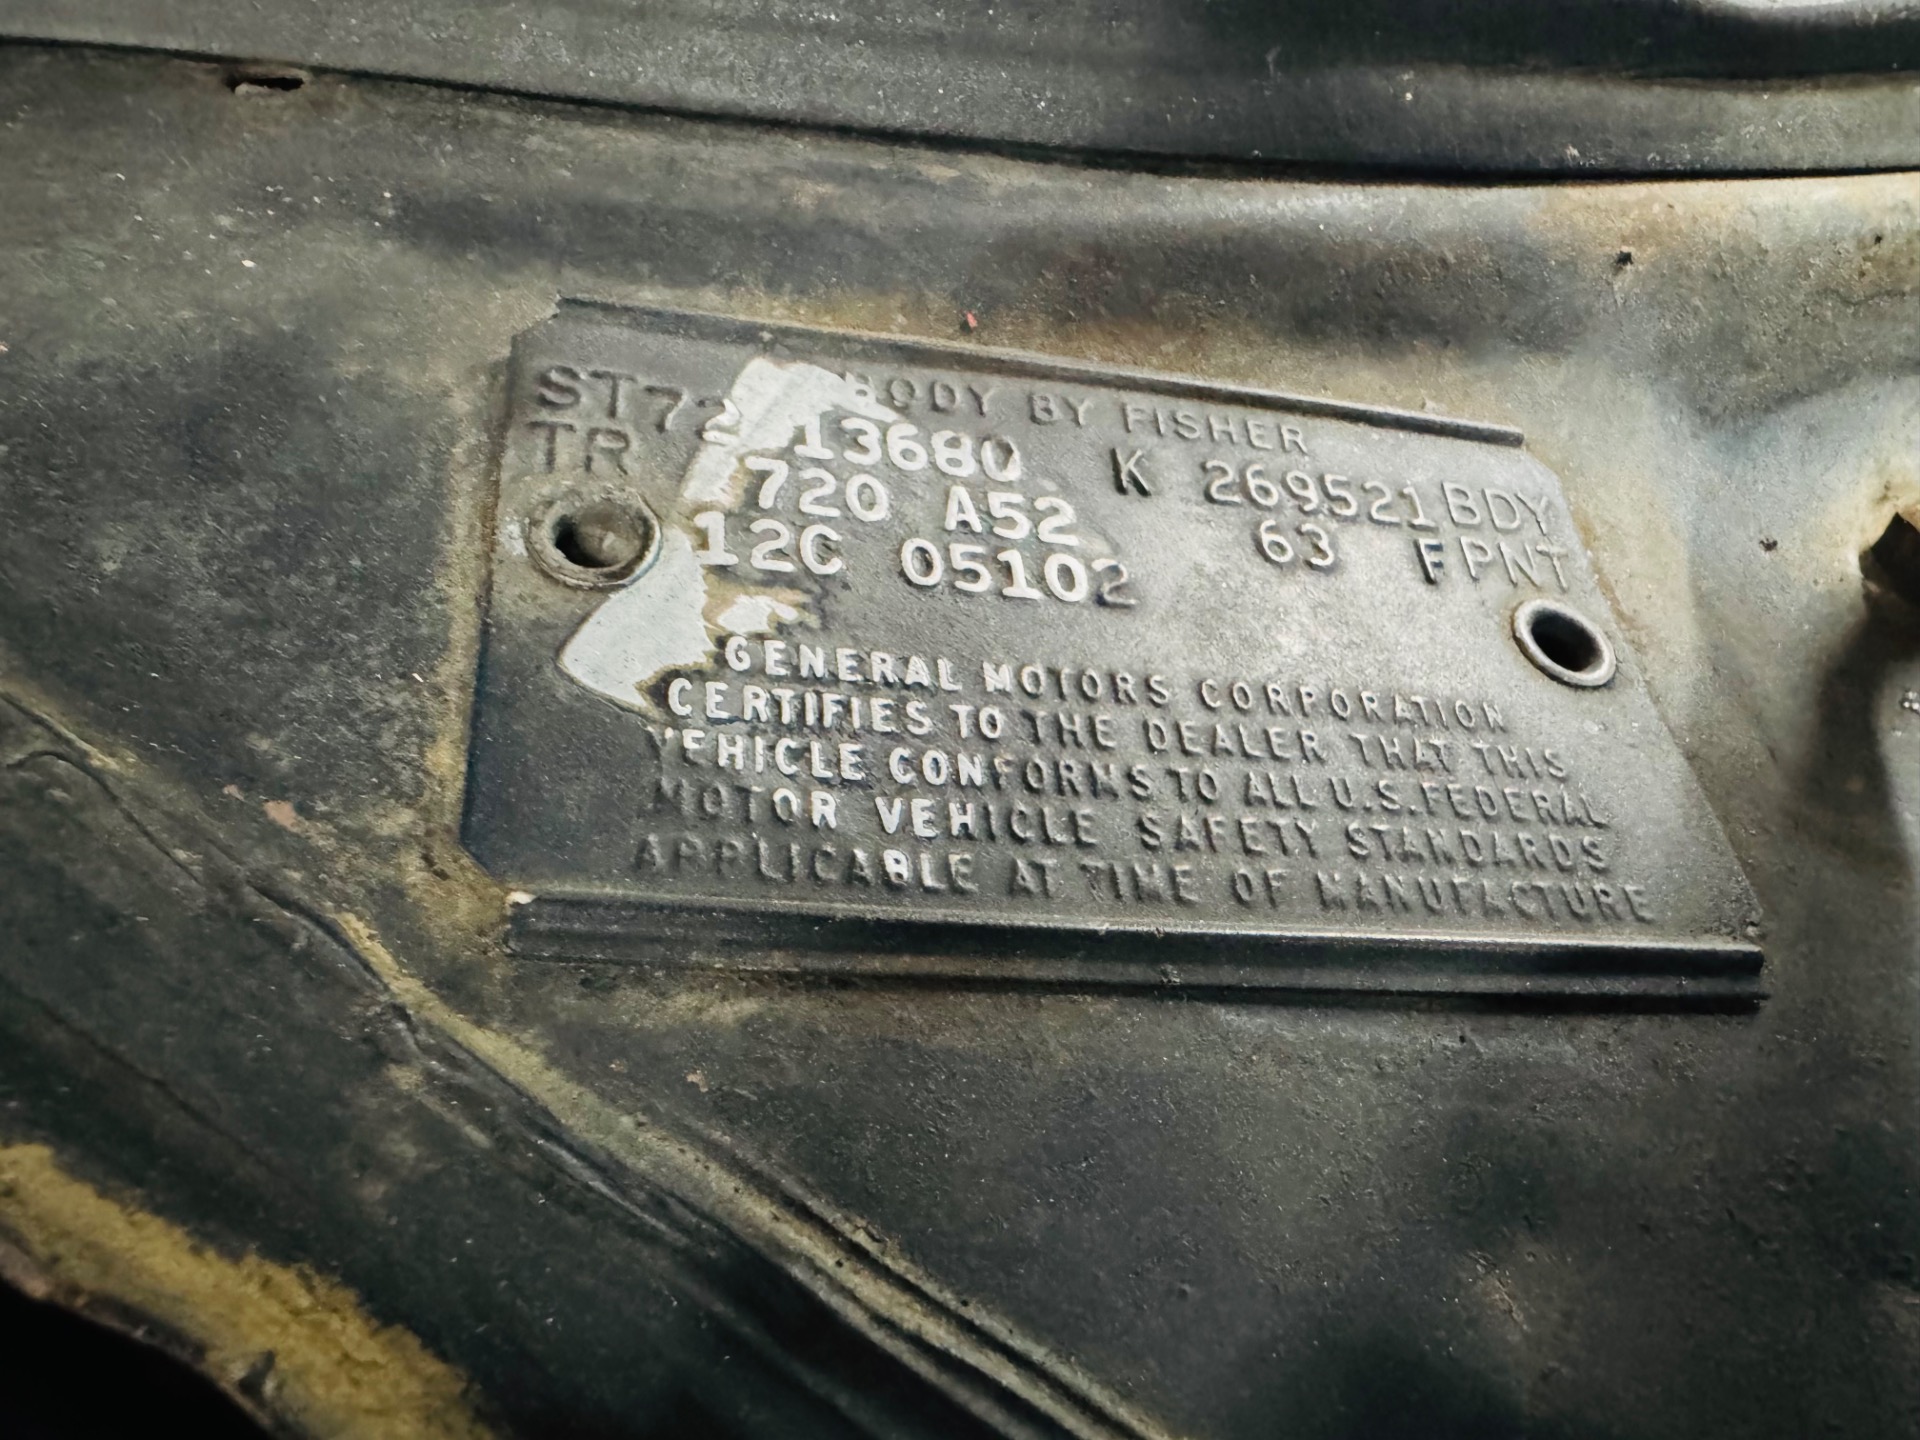 BODY BY FISHER
ST72 13680 K 269521 BDY
TR 720 A52 63 F PNT
12C 05102
GENERAL MOTORS CORPORATION
CERTIFIES TO THE DEALER THAT THIS
VEHICLE CONFORMS TO ALL U.S. FEDERAL
MOTOR VEHICLE SAFETY STANDARDS
APPLICABLE AT TIME OF MANUFACTURE